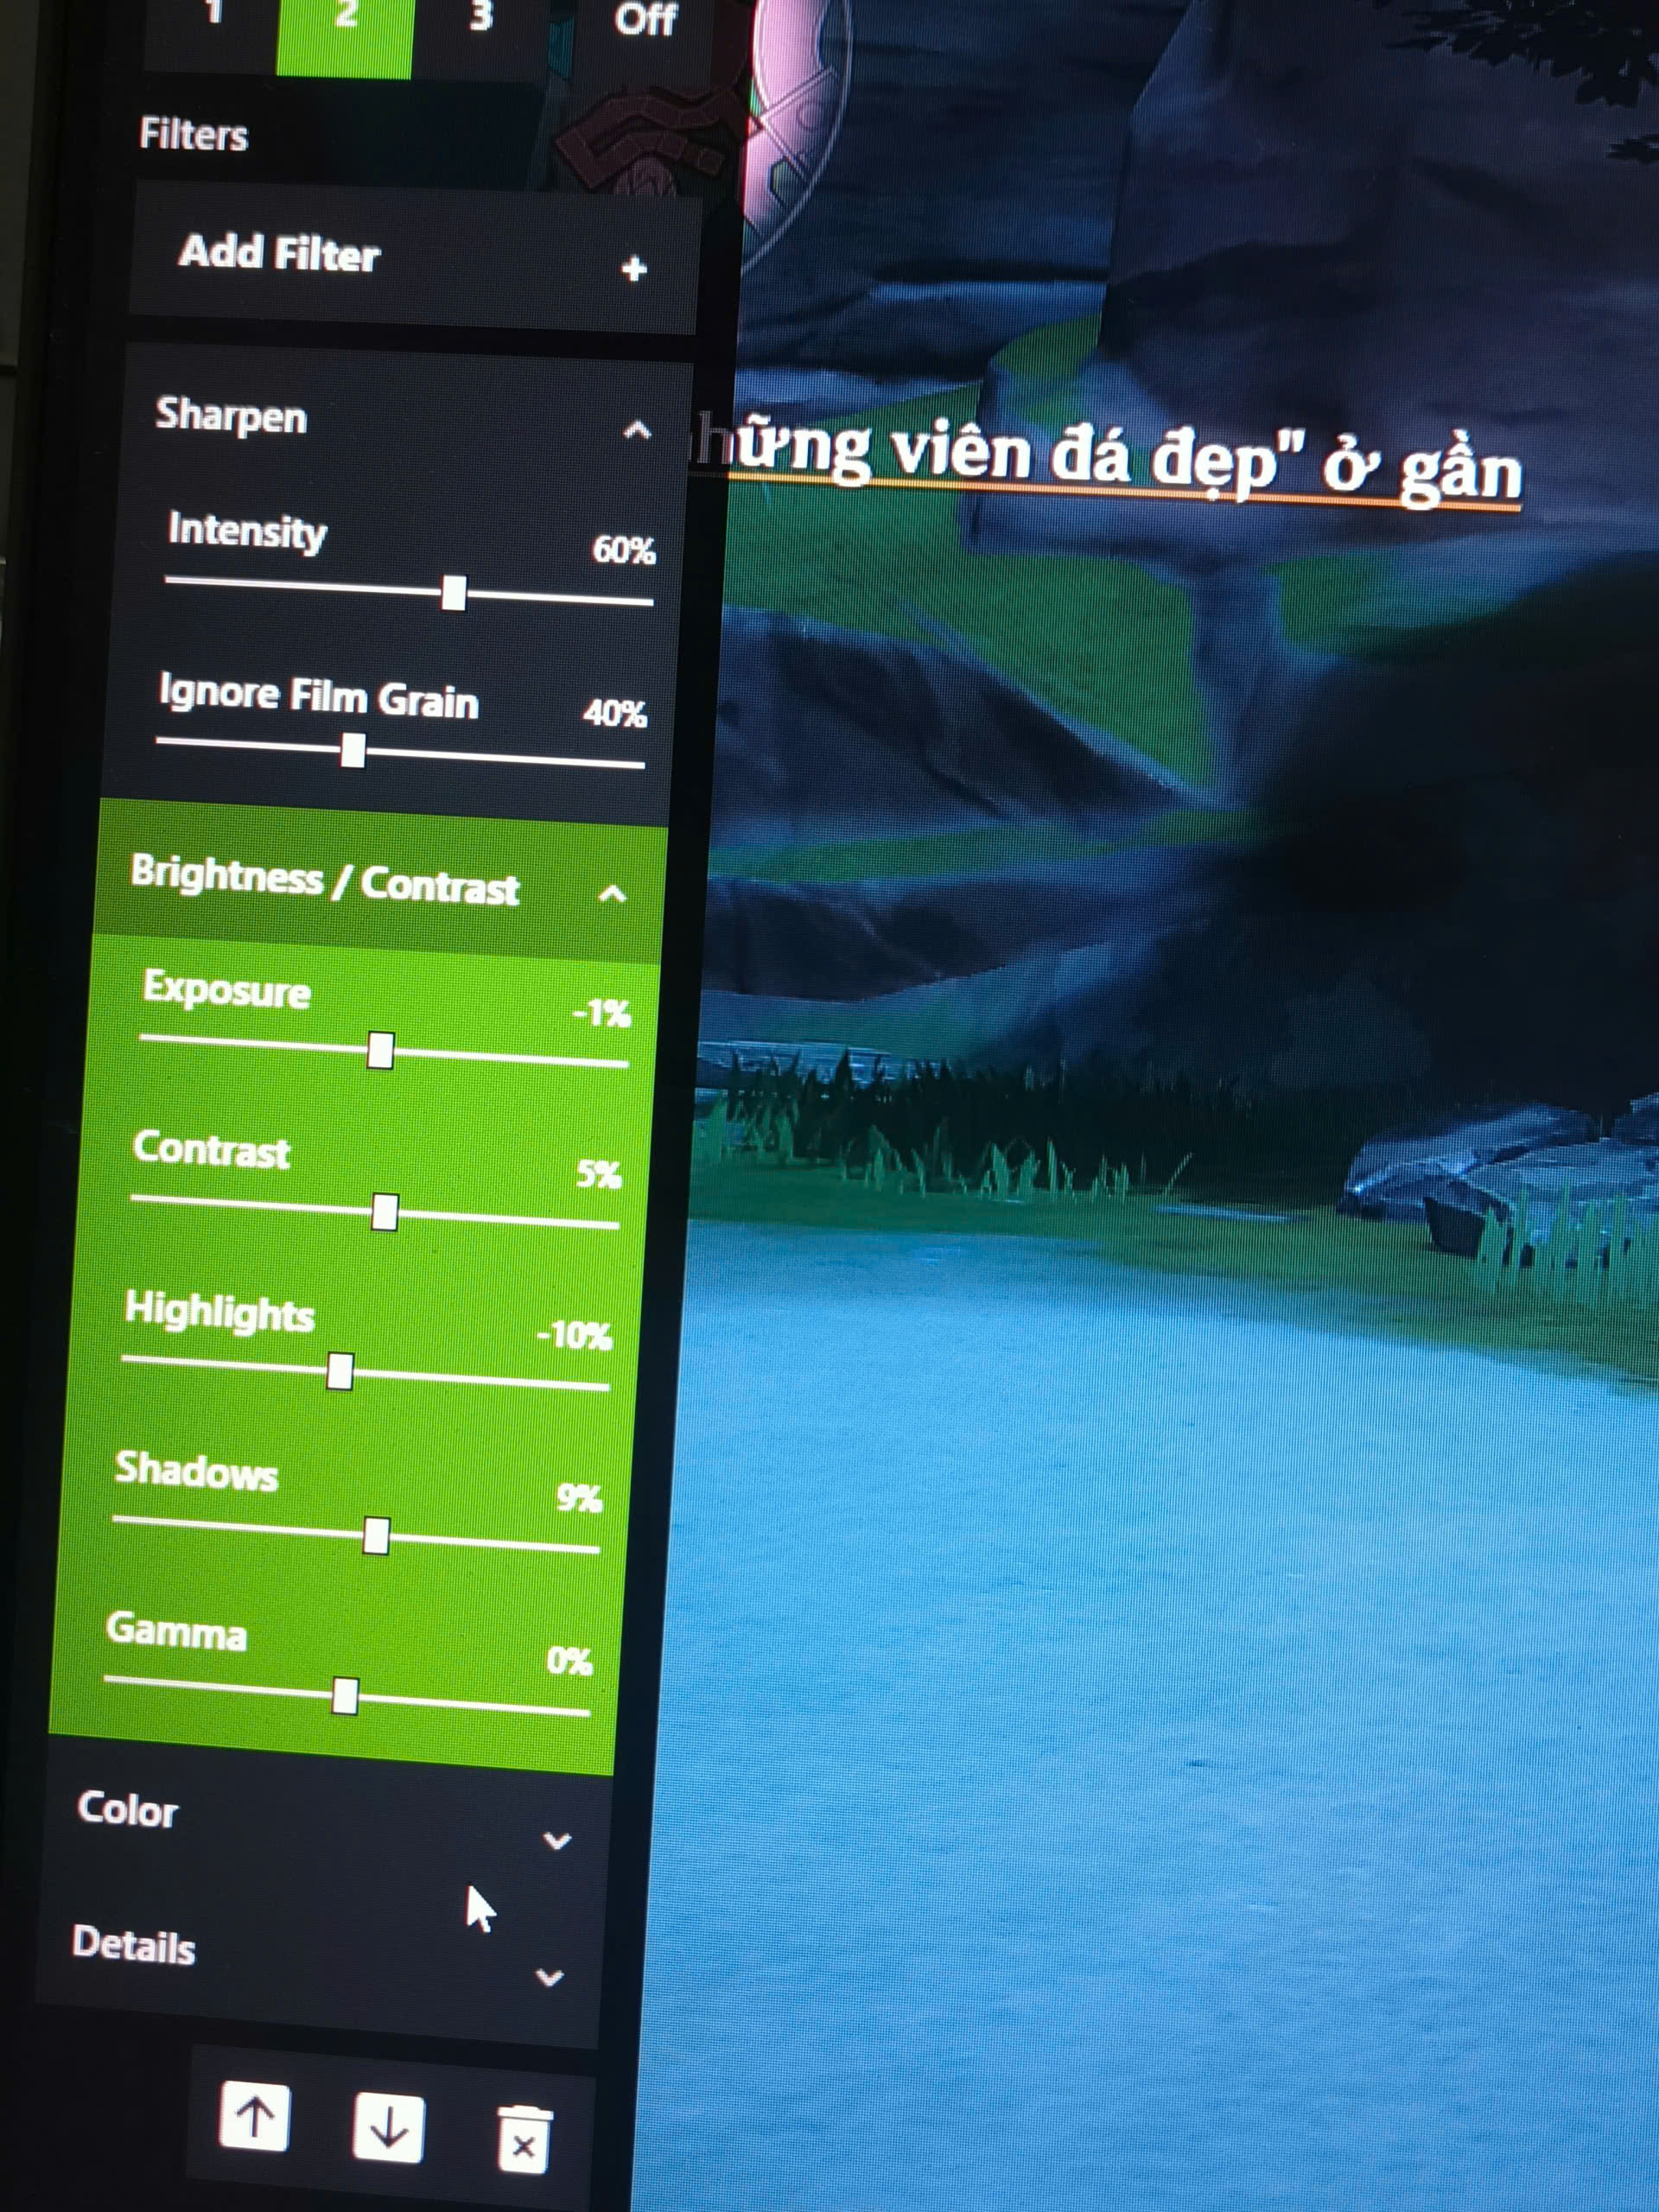 1 2 3 Off
Filters
Add Filter +
Sharpen
những viên đá đẹp" ở gần
Intensity 60%
Ignore Film Grain 40%
Brightness / Contrast
Exposure -1%
Contrast 5%
Highlights -10%
Shadows 9%
Gamma 0%
Color
Details